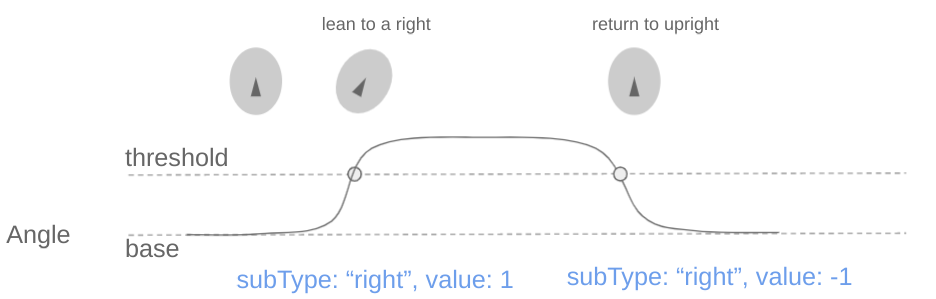 lean to a right
return to upright
threshold
Angle
base
subType: “right”, value: 1
subType: “right”, value: -1